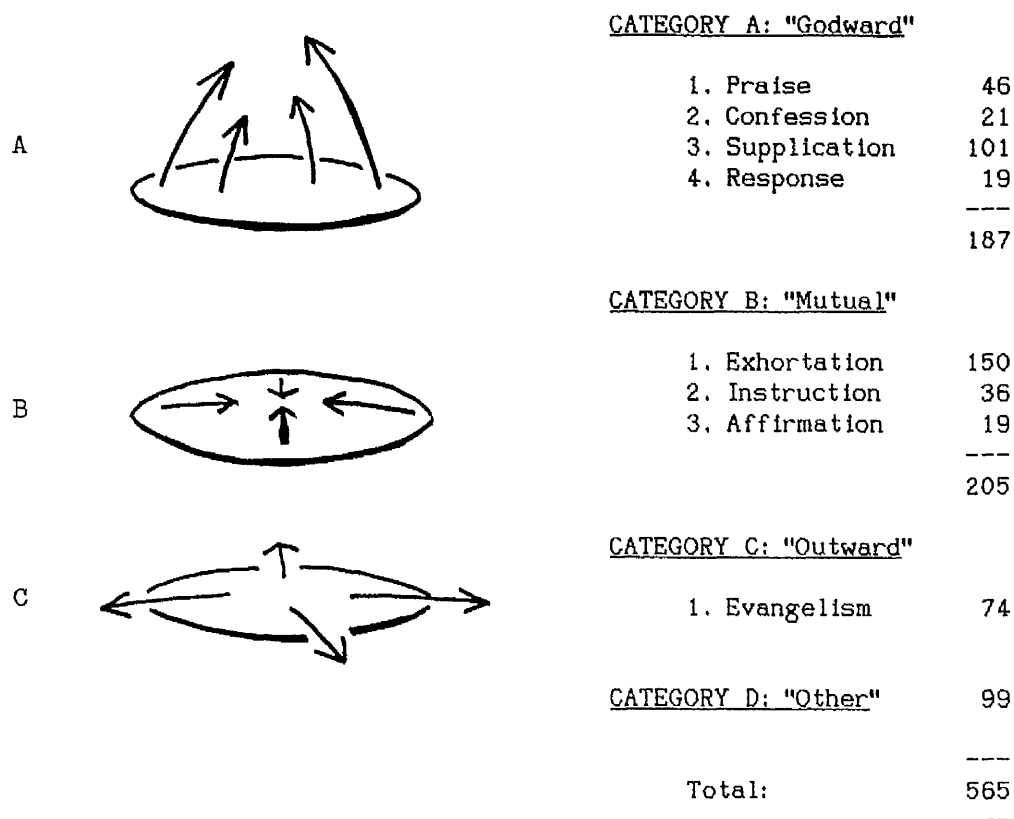 CATEGORY A: "Godward"
1. Praise 46
2. Confession 21
A
3. Supplication 101
4. Response 19
---
187
CATEGORY B: "Mutual"
1. Exhortation 150
2. Instruction 36
B
3. Affirmation 19
---
205
CATEGORY C: "Outward"
C
1. Evangelism 74
CATEGORY D: "Other" 99
---
Total: 565